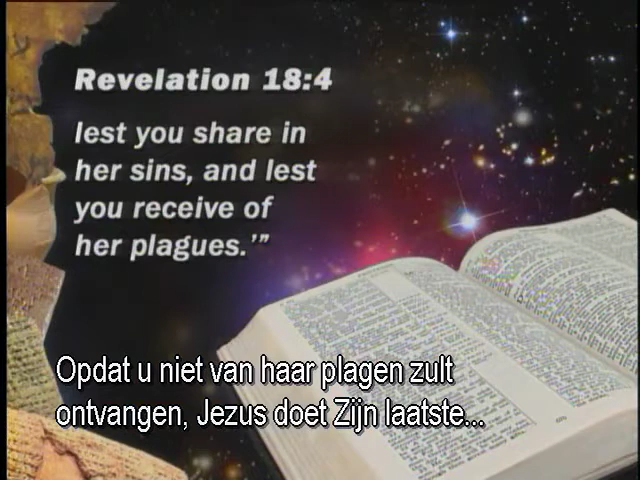 Revelation 18:4
lest you share in
her sins, and lest
you receive of
her plagues.'"
Opdat u niet van haar plagen zult
ontvangen, Jezus doet Zijn laatste...